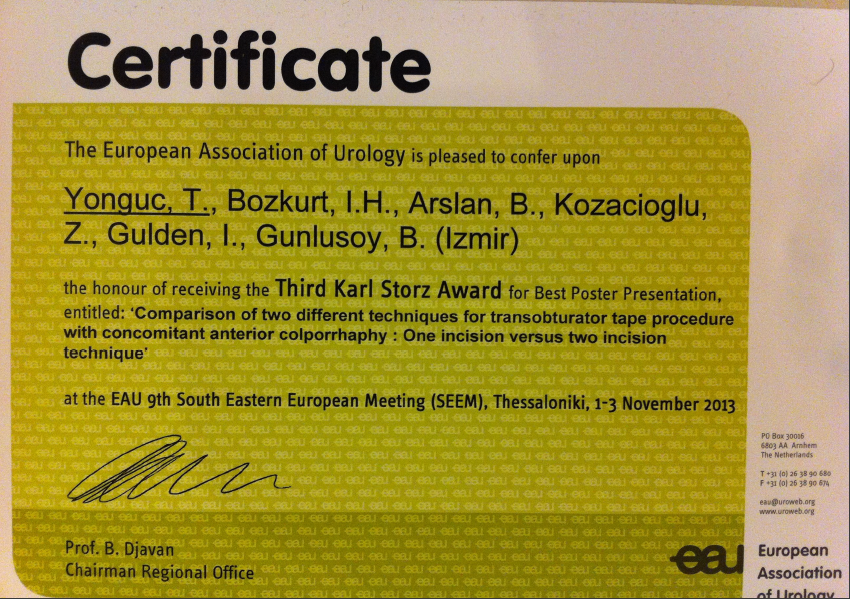 Certificate
The European Association of Urology is pleased to confer upon
Yonguc, T., Bozkurt, I.H., Arslan, B., Kozacioglu,
Z., Gulden, I., Gunlusoy, B. (Izmir)
the honour of receiving the Third Karl Storz Award for Best Poster Presentation,
entitled: ‘Comparison of two different techniques for transobturator tape procedure
with concomitant anterior colporrhaphy : One incision versus two incision
technique’
at the EAU 9th South Eastern European Meeting (SEEM), Thessaloniki, 1-3 November 2013
Prof. B. Djavan
Chairman Regional Office
eau
PO Box 30016
6803 AA Arnhem
The Netherlands
T +31 (0) 26 38 90 680
F +31 (0) 26 38 90 674
eau@uroweb.org
www.uroweb.org
European
Association
of Urology